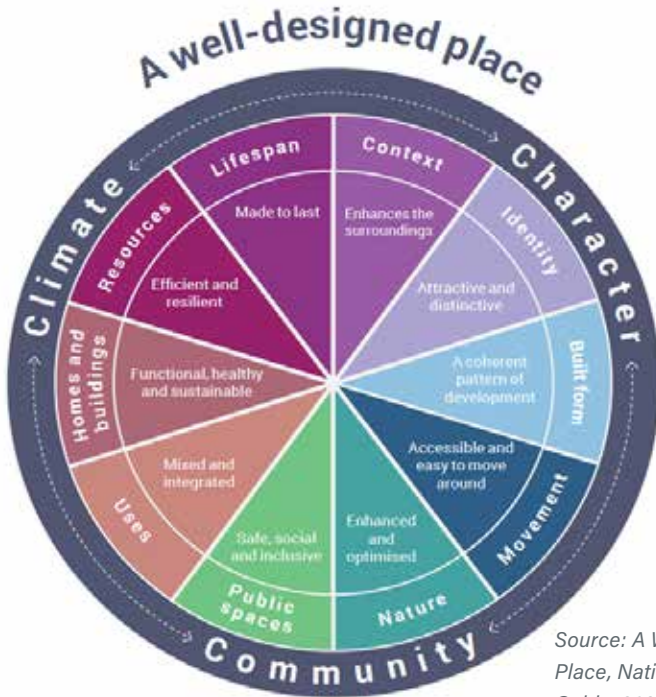 A well-designed place
Climate
Character
Community
Context
Enhances the
surroundings
Identity
Attractive and
distinctive
Built form
A coherent
pattern of
development
Movement
Accessible and
easy to move
around
Nature
Enhanced
and
optimised
Public
spaces
Safe, social
and inclusive
Uses
Mixed and
integrated
Homes and
buildings
Functional, healthy
and sustainable
Resources
Efficient and
resilient
Lifespan
Made to last
Source: A
Place, Nati